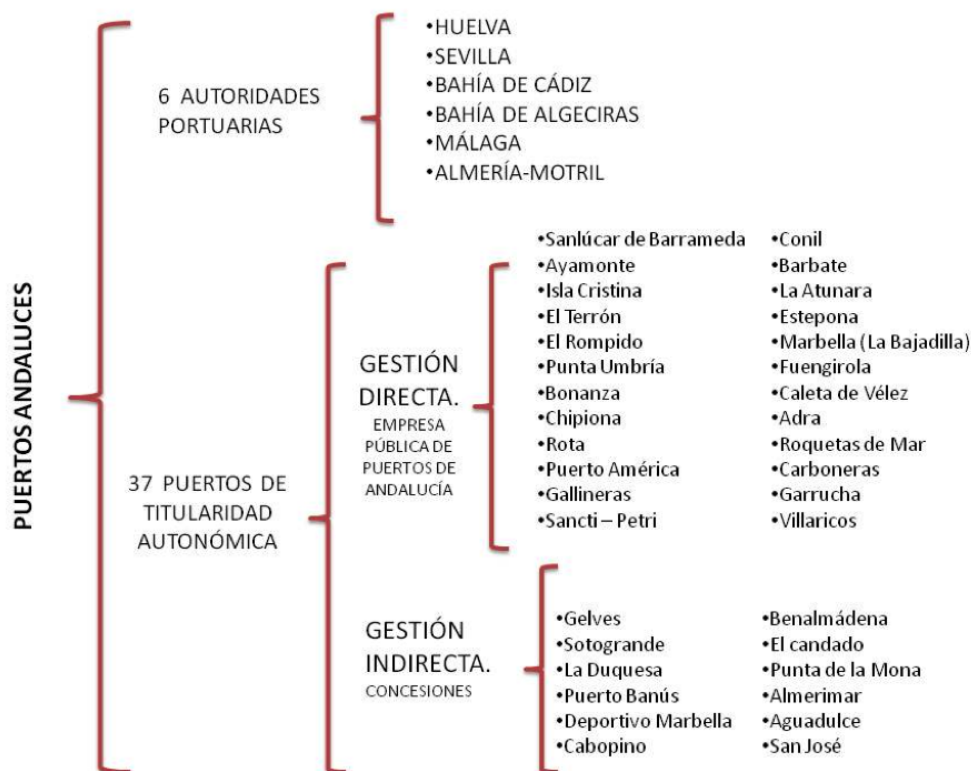 PUERTOS ANDALUCES
6 AUTORIDADES
PORTUARIAS
•HUELVA
•SEVILLA
•BAHÍA DE CÁDIZ
•BAHÍA DE ALGECIRAS
•MÁLAGA
•ALMERÍA-MOTRIL
37 PUERTOS DE
TITULARIDAD
AUTONÓMICA
GESTIÓN
DIRECTA.
EMPRESA
PÚBLICA DE
PUERTOS DE
ANDALUCÍA
•Sanlúcar de Barrameda
•Ayamonte
•Isla Cristina
•El Terrón
•El Rompido
•Punta Umbría
•Bonanza
•Chipiona
•Rota
•Puerto América
•Gallineras
•Sancti – Petri
•Conil
•Barbate
•La Atunara
•Estepona
•Marbella (La Bajadilla)
•Fuengirola
•Caleta de Vélez
•Adra
•Roquetas de Mar
•Carboneras
•Garrucha
•Villaricos
GESTIÓN
INDIRECTA.
CONCESIONES
•Gelves
•Sotogrande
•La Duquesa
•Puerto Banús
•Deportivo Marbella
•Cabopino
•Benalmádena
•El candado
•Punta de la Mona
•Almerimar
•Aguadulce
•San José